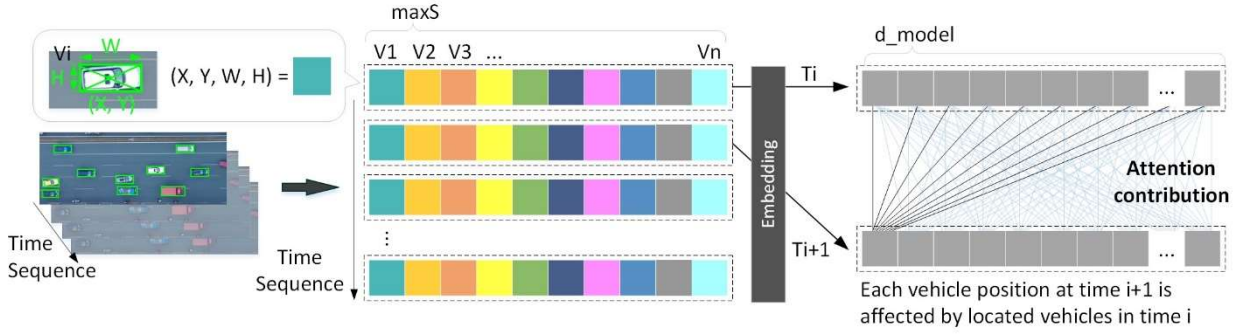 maxS
d_model
Vi
W
H
(X, Y)
(X, Y, W, H) =
V1 V2 V3 ... Vn
Ti
...
Embedding
Attention
contribution
Time
Sequence
⋮
Time
Sequence
Ti+1
...
Each vehicle position at time i+1 is
affected by located vehicles in time i